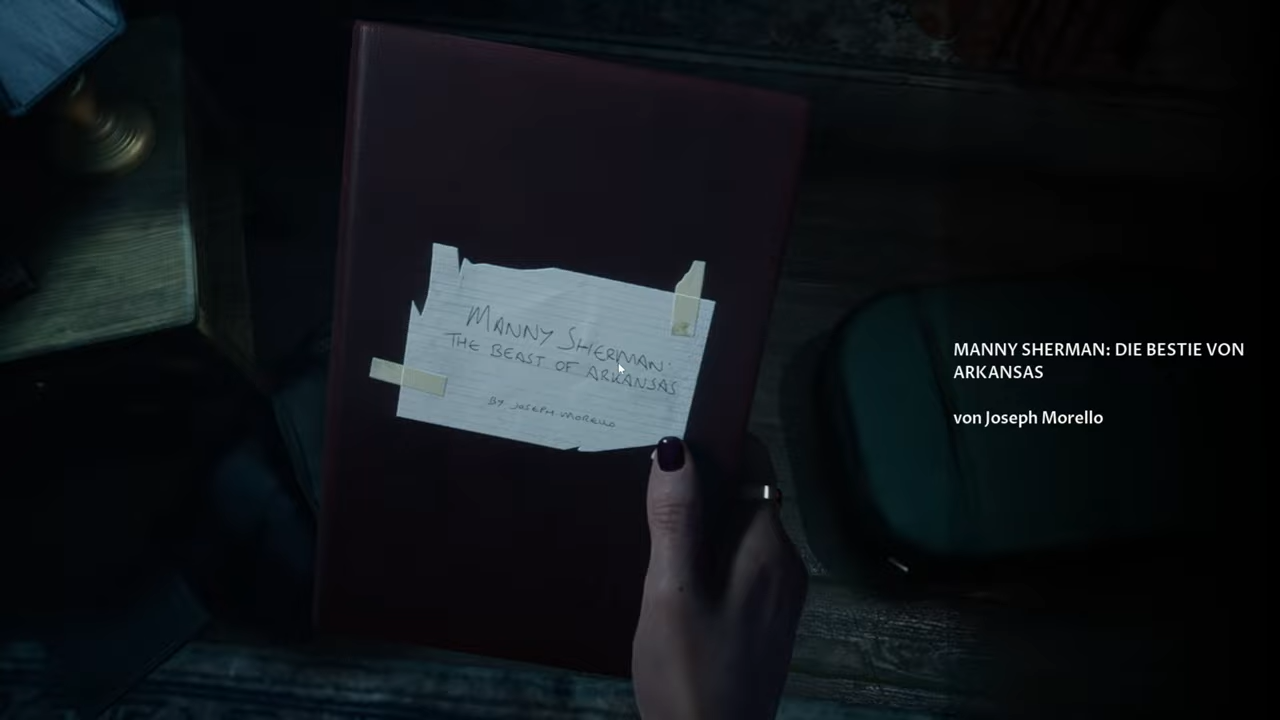 MANNY SHERMAN:
THE BEAST OF ARKANSAS
BY JOSEPH MORELLO
MANNY SHERMAN: DIE BESTIE VON
ARKANSAS
von Joseph Morello